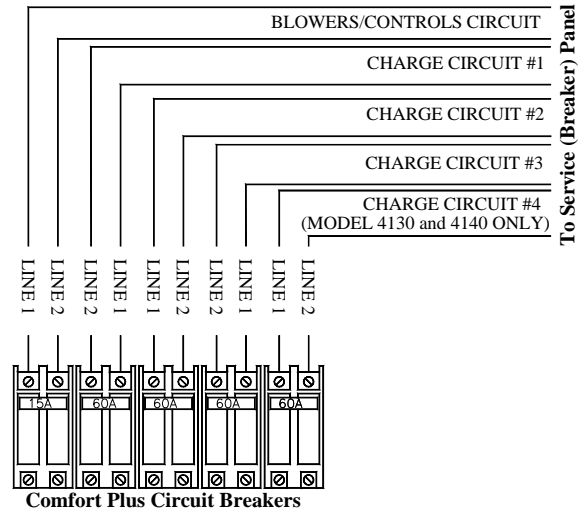 BLOWERS/CONTROLS CIRCUIT
CHARGE CIRCUIT #1
CHARGE CIRCUIT #2
CHARGE CIRCUIT #3
CHARGE CIRCUIT #4
(MODEL 4130 and 4140 ONLY)
To Service (Breaker) Panel
LINE 1
LINE 2
LINE 2
LINE 1
LINE 1
LINE 2
LINE 2
LINE 1
LINE 1
LINE 2
15A
60A
60A
60A
60A
Comfort Plus Circuit Breakers